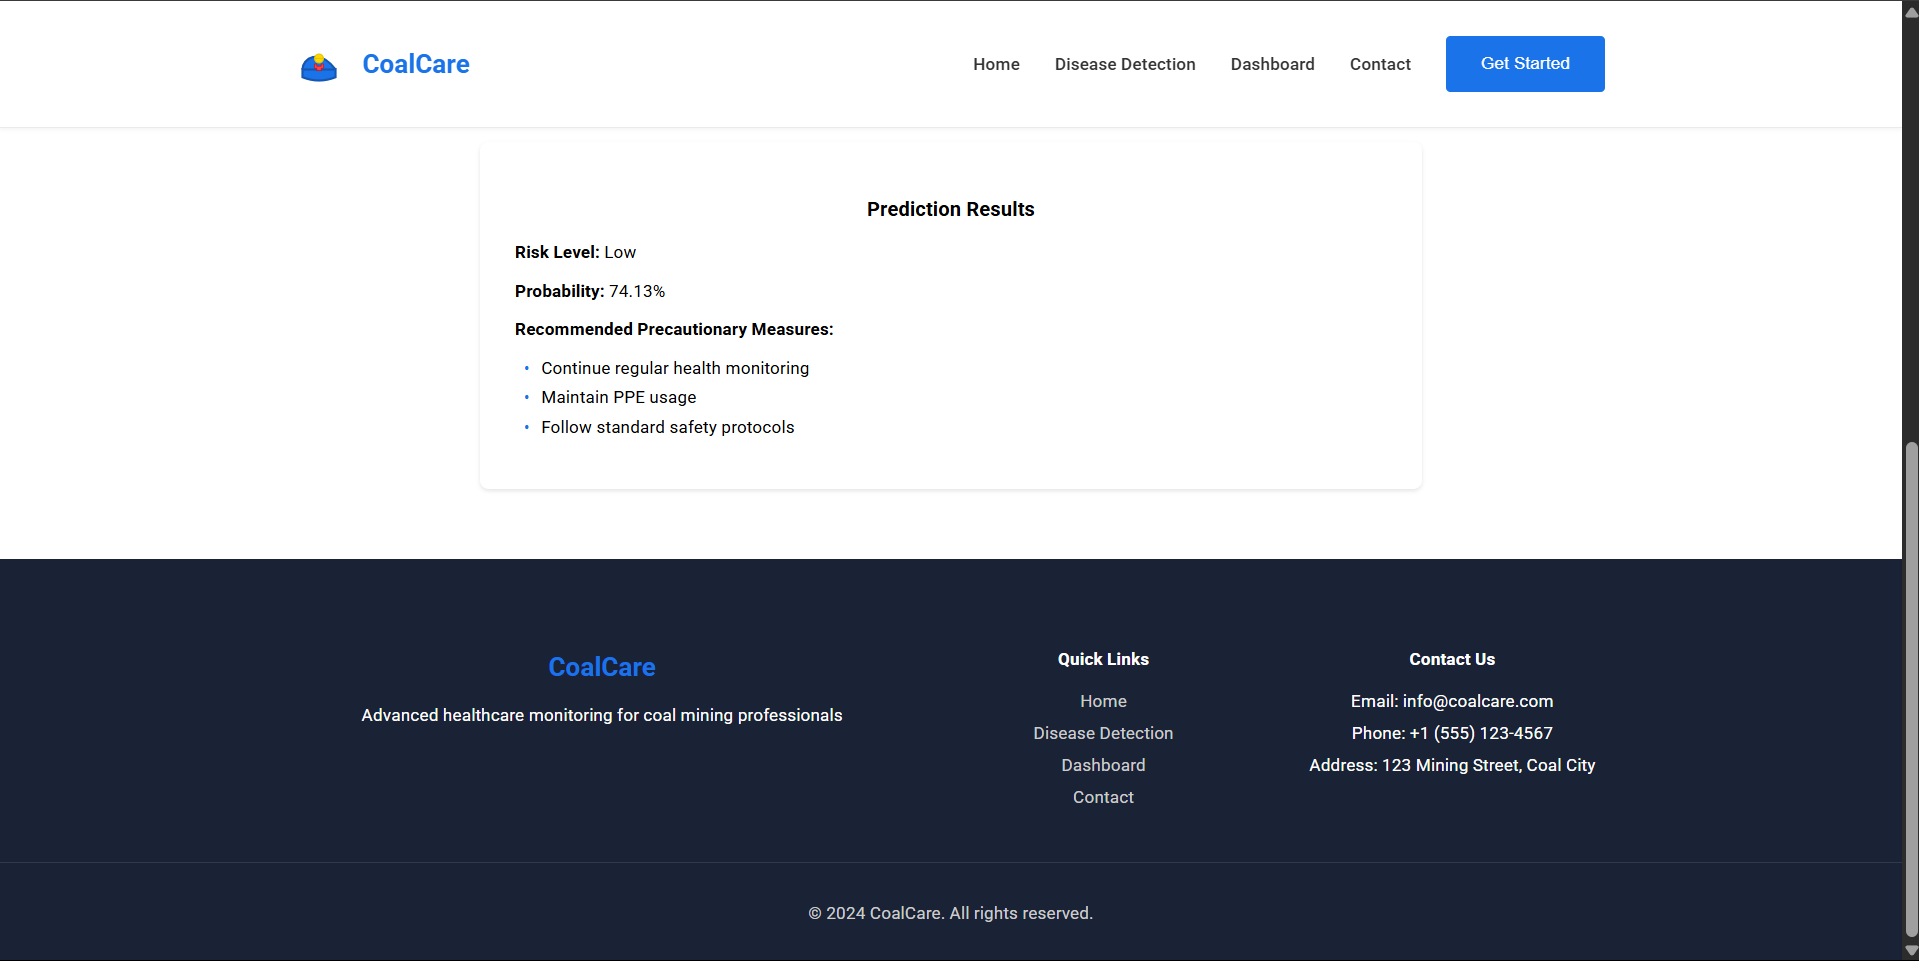 CoalCare
Home
Disease Detection
Dashboard
Contact
Get Started
Prediction Results
Risk Level: Low
Probability: 74.13%
Recommended Precautionary Measures:
• Continue regular health monitoring
• Maintain PPE usage
• Follow standard safety protocols
CoalCare
Advanced healthcare monitoring for coal mining professionals
Quick Links
Home
Disease Detection
Dashboard
Contact
Contact Us
Email: info@coalcare.com
Phone: +1 (555) 123-4567
Address: 123 Mining Street, Coal City
© 2024 CoalCare. All rights reserved.